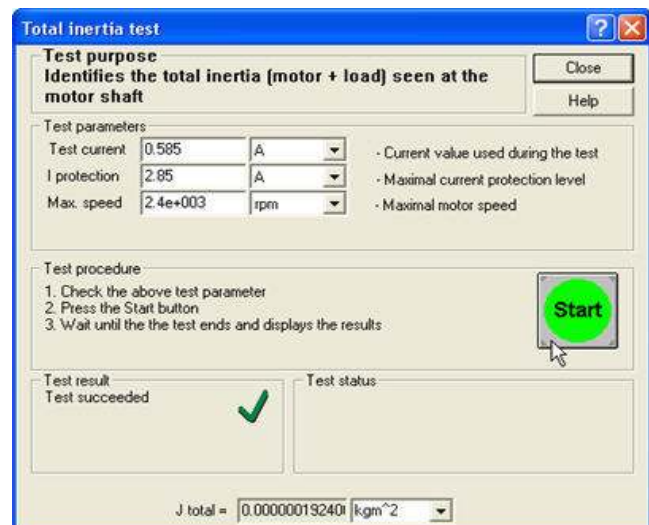 Total inertia test
Test purpose
Identifies the total inertia (motor + load) seen at the
motor shaft
Close
Help
Test parameters
Test current 0.585 A - Current value used during the test
I protection 2.85 A - Maximal current protection level
Max. speed 2.4e+003 rpm - Maximal motor speed
Test procedure
1. Check the above test parameter
2. Press the Start button
3. Wait until the the test ends and displays the results
Start
Test result
Test succeeded
Test status
J total = kgm^2